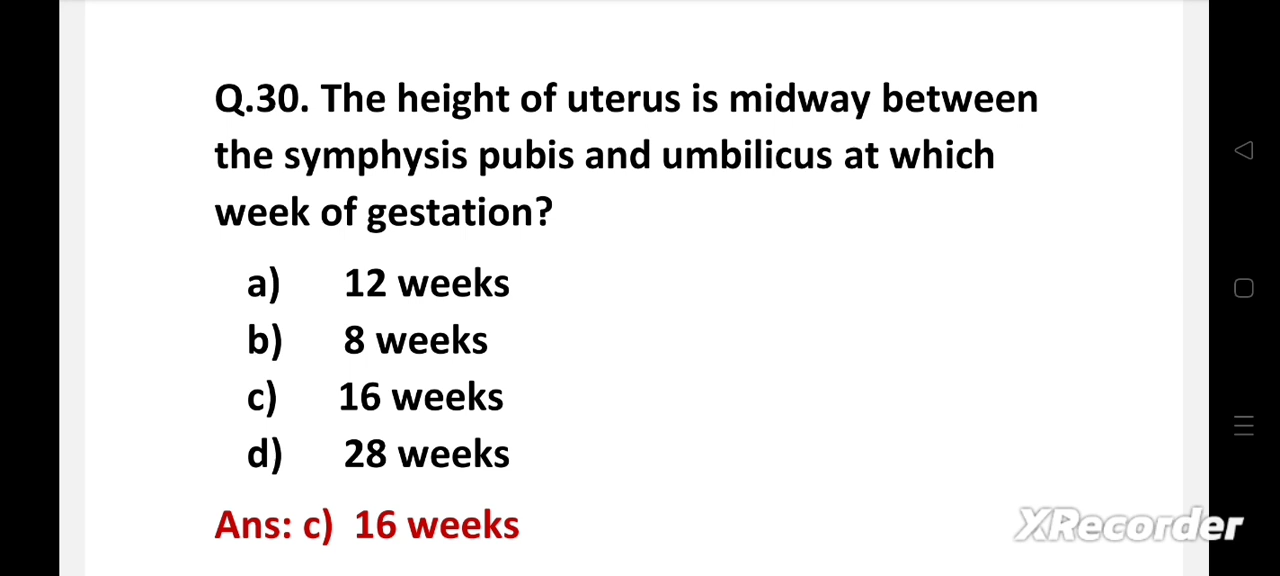 Q.30. The height of uterus is midway between
the symphysis pubis and umbilicus at which
week of gestation?
a) 12 weeks
b) 8 weeks
c) 16 weeks
d) 28 weeks
Ans: c) 16 weeks
XRecorder